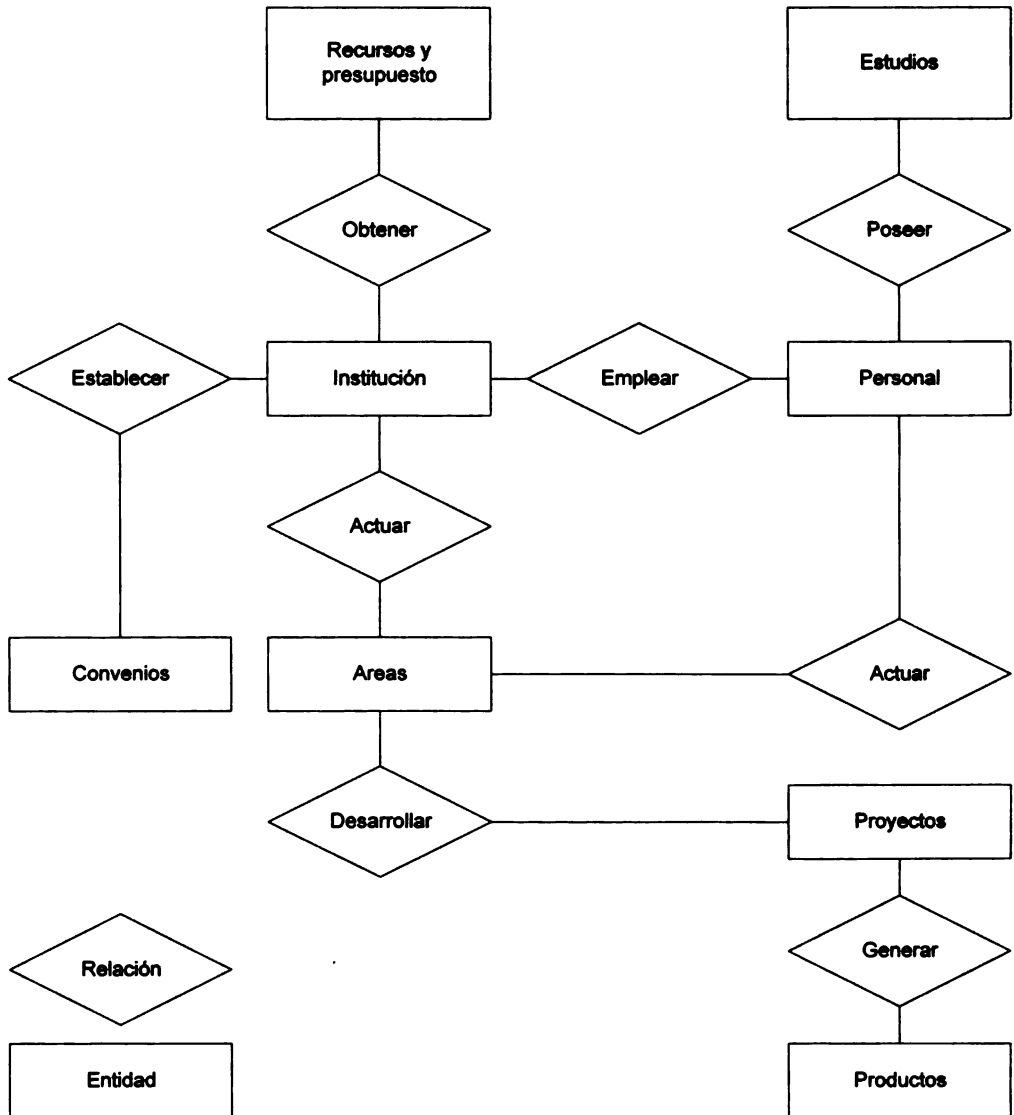 Recursos y
presupuesto
Estudios
Obtener
Poseer
Establecer
Institución
Emplear
Personal
Actuar
Convenios
Areas
Actuar
Desarrollar
Proyectos
Relación
Generar
Entidad
Productos